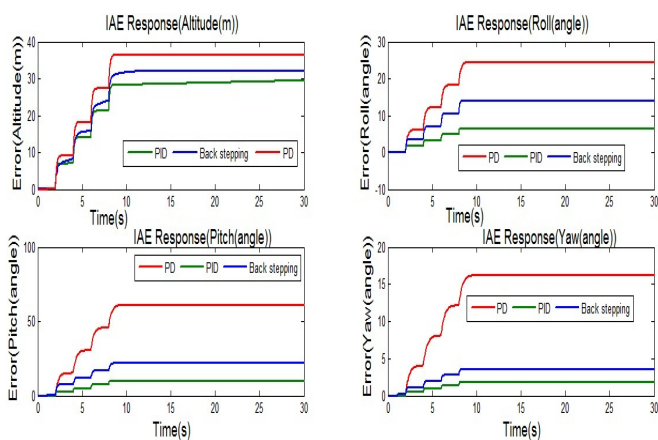 IAE Response(Altitude(m))
Error(Altitude(m))
40
30
20
10
0
PID Back stepping PD
0 5 10 15 20 25 30
Time(s)
IAE Response(Roll(angle))
Error(Roll(angle))
30
20
10
0
-10
PD PID Back stepping
0 5 10 15 20 25 30
Time(s)
IAE Response(Pitch(angle))
Error(Pitch(angle))
100
50
0
PD PID Back stepping
0 5 10 15 20 25 30
Time(s)
IAE Response(Yaw(angle))
Error(Yaw(angle))
20
15
10
5
0
PD PID Back stepping
0 5 10 15 20 25 30
Time(s)